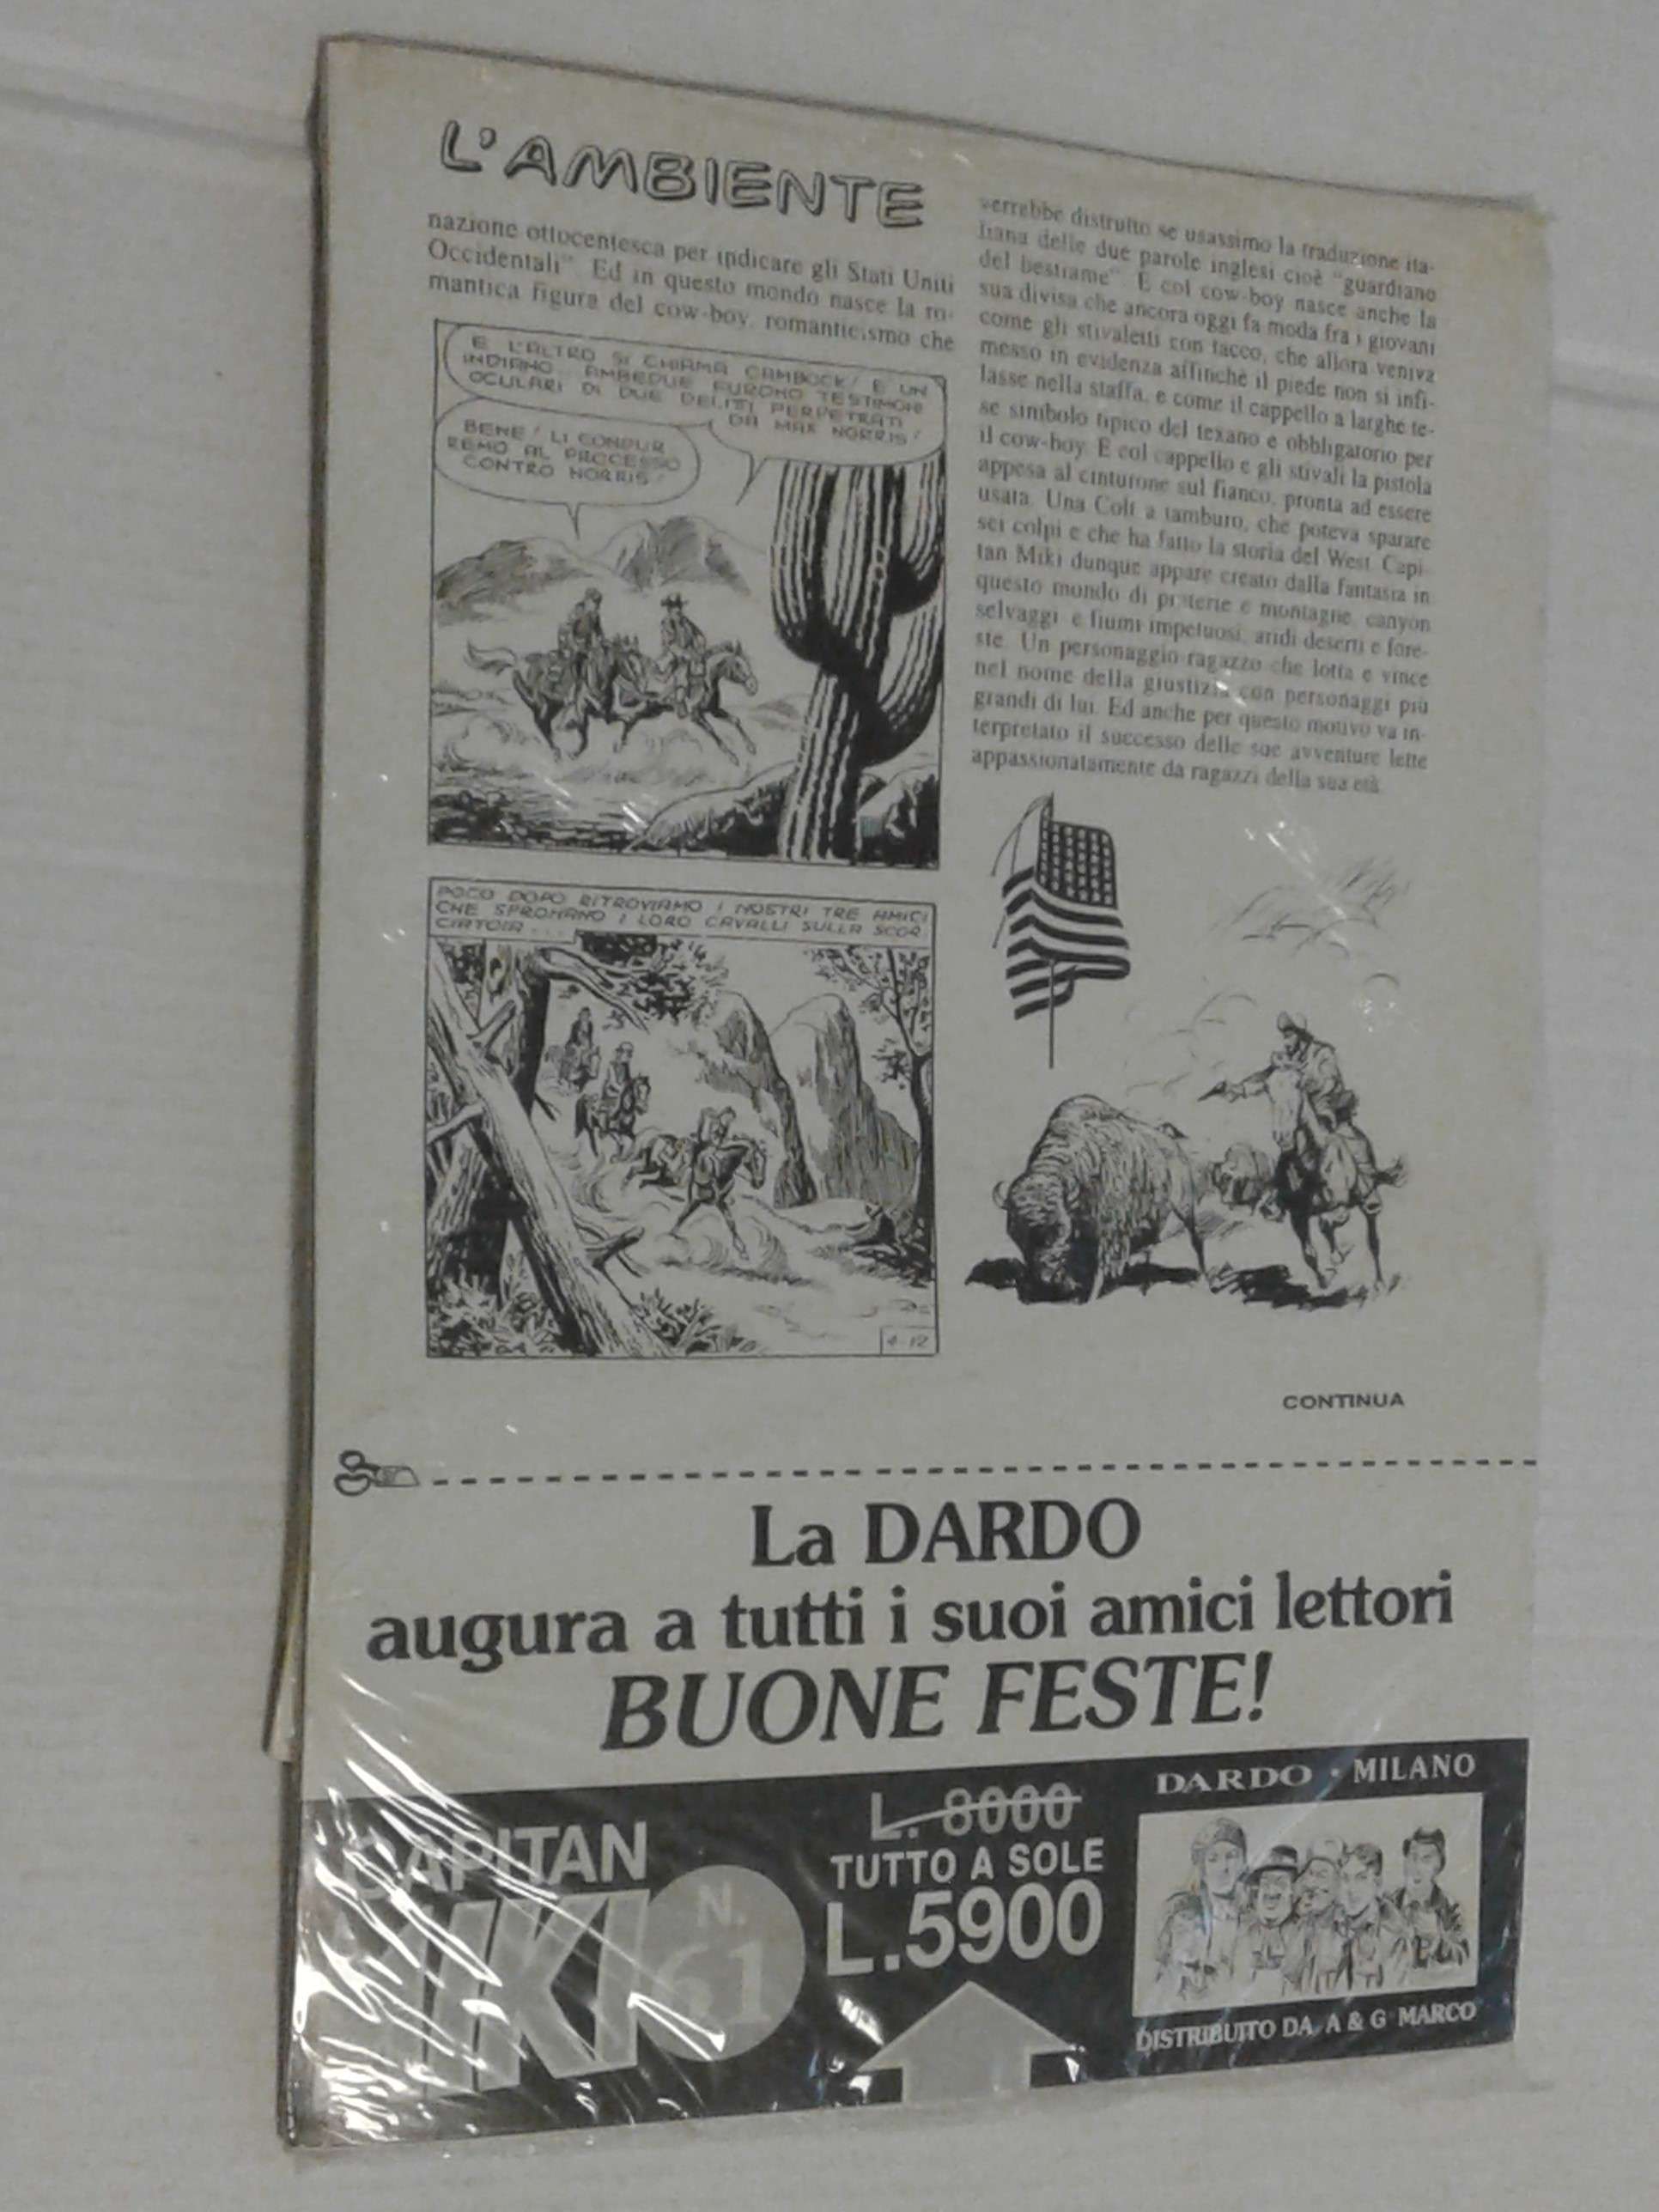 L'AMBIENTE
nazione ottocentesca per indicare gli Stati Uniti
Occidentali". Ed in questo mondo nasce la ro-
mantica figura del cow-boy, romanticismo che
E L'ALTRO SI CHIAMA CAMBOCK! E UN
INDIANO... AMBEDUE FURONO TESTIMONI
OCULARI DI DUE DELITTI PERPETRATI
DA MAX NORRIS!
BENE! LI CONDUR
REMO AL PROCESSO
CONTRO NORRIS!
POCO DOPO RITROVIAMO I NOSTRI TRE AMICI
CHE SPRONANO I LORO CAVALLI SULLA SCOR
CIATOIA...
4-12
verrebbe distrutto se usassimo la traduzione ita-
liana delle due parole inglesi cioè "guardiano
del bestiame". E col cow-boy nasce anche la
sua divisa che ancora oggi fa moda fra i giovani
come gli stivaletti con tacco, che allora veniva
messo in evidenza affinchè il piede non si infi-
lasse nella staffa, e come il cappello a larghe te-
se simbolo tipico del texano e obbligatorio per
il cow-boy. E col cappello e gli stivali la pistola
appesa al cinturone sul fianco, pronta ad essere
usata. Una Colt a tamburo, che poteva sparare
sei colpi e che ha fatto la storia del West. Capi-
tan Miki dunque appare creato dalla fantasia in
questo mondo di praterie e montagne, canyon
selvaggi e fiumi impetuosi, aridi deserti e fore-
ste. Un personaggio-ragazzo che lotta e vince
nel nome della giustizia con personaggi più
grandi di lui. Ed anche per questo motivo va in-
terpretato il successo delle sue avventure lette
appassionatamente da ragazzi della sua età.
CONTINUA
La DARDO
augura a tutti i suoi amici lettori
BUONE FESTE!
CAPITAN
MIKI
N.
61
L. 8000
TUTTO A SOLE
L.5900
DARDO • MILANO
DISTRIBUITO DA A & G MARCO